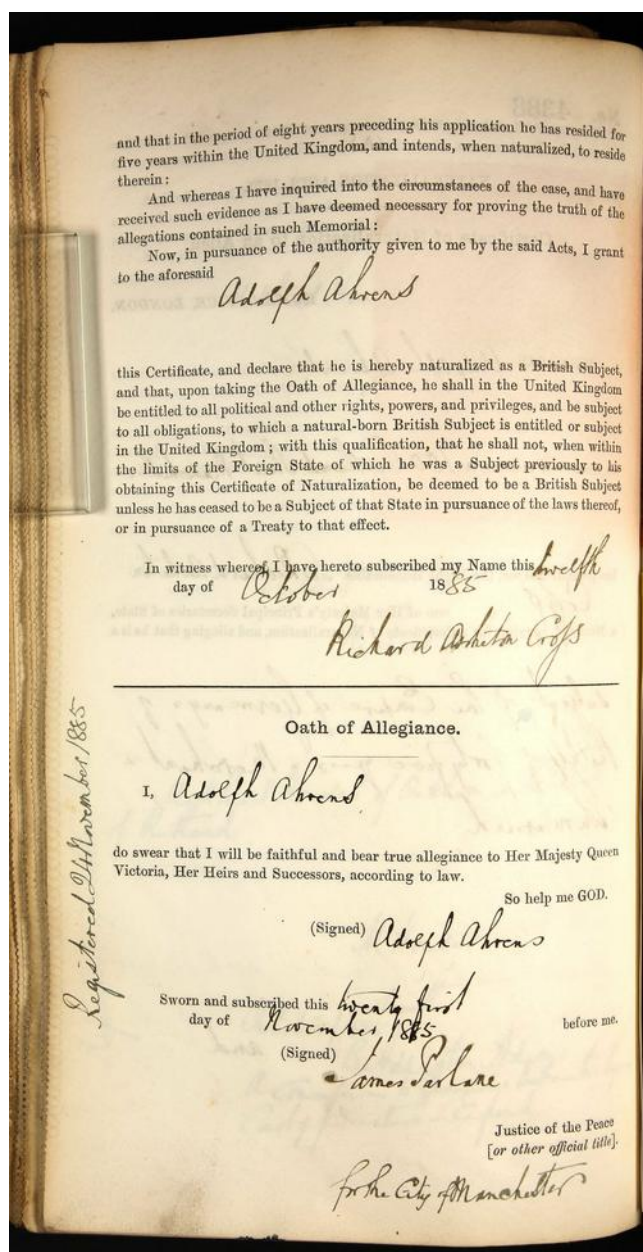 and that in the period of eight years preceding his application he has resided for
five years within the United Kingdom, and intends, when naturalized, to reside
therein:
And whereas I have inquired into the circumstances of the case, and have
received such evidence as I have deemed necessary for proving the truth of the
allegations contained in such Memorial:
Now, in pursuance of the authority given to me by the said Acts, I grant
to the aforesaid
Adolph Ahrens
this Certificate, and declare that he is hereby naturalized as a British Subject,
and that, upon taking the Oath of Allegiance, he shall in the United Kingdom
be entitled to all political and other rights, powers, and privileges, and be subject
to all obligations, to which a natural-born British Subject is entitled or subject
in the United Kingdom; with this qualification, that he shall not, when within
the limits of the Foreign State of which he was a Subject previously to his
obtaining this Certificate of Naturalization, be deemed to be a British Subject
unless he has ceased to be a Subject of that State in pursuance of the laws thereof,
or in pursuance of a Treaty to that effect.
In witness whereof I have hereto subscribed my Name this twelfth
day of October 1885
Richard Assheton Cross
Oath of Allegiance.
I, Adolph Ahrens
do swear that I will be faithful and bear true allegiance to Her Majesty Queen
Victoria, Her Heirs and Successors, according to law.
So help me GOD.
(Signed) Adolph Ahrens
Sworn and subscribed this twenty first
day of November, 1885 before me.
(Signed)
James Parlane
Justice of the Peace
[or other official title].
for the City of Manchester
Registered 24 November 1885